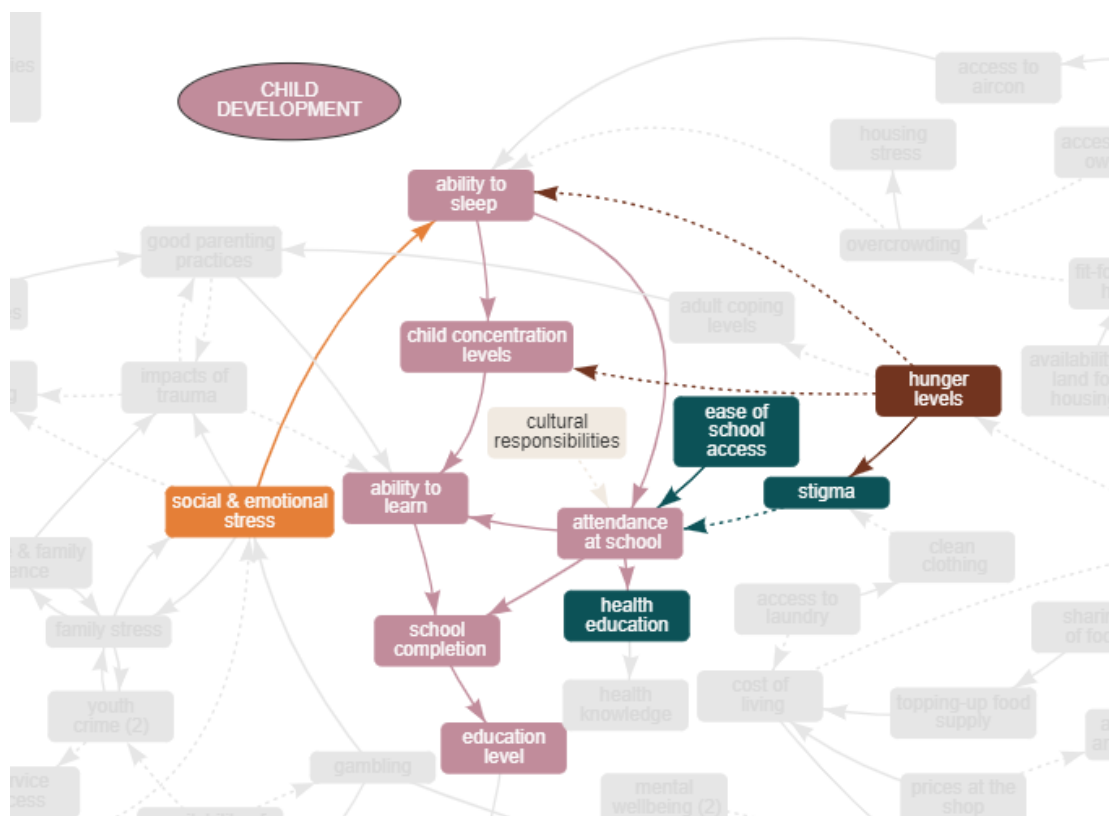 CHILD
DEVELOPMENT
access to
aircon
housing
stress
ability to
sleep
good parenting
practices
overcrowding
adult coping
levels
child concentration
levels
impacts of
trauma
hunger
levels
cultural
responsibilities
ease of
school
access
social & emotional
stress
ability to
learn
stigma
attendance
at school
clean
clothing
& family
family stress
health
education
access to
laundry
school
completion
youth
crime (2)
health
knowledge
cost of
living
topping-up food
supply
education
level
gambling
mental
wellbeing (2)
prices at the
shop